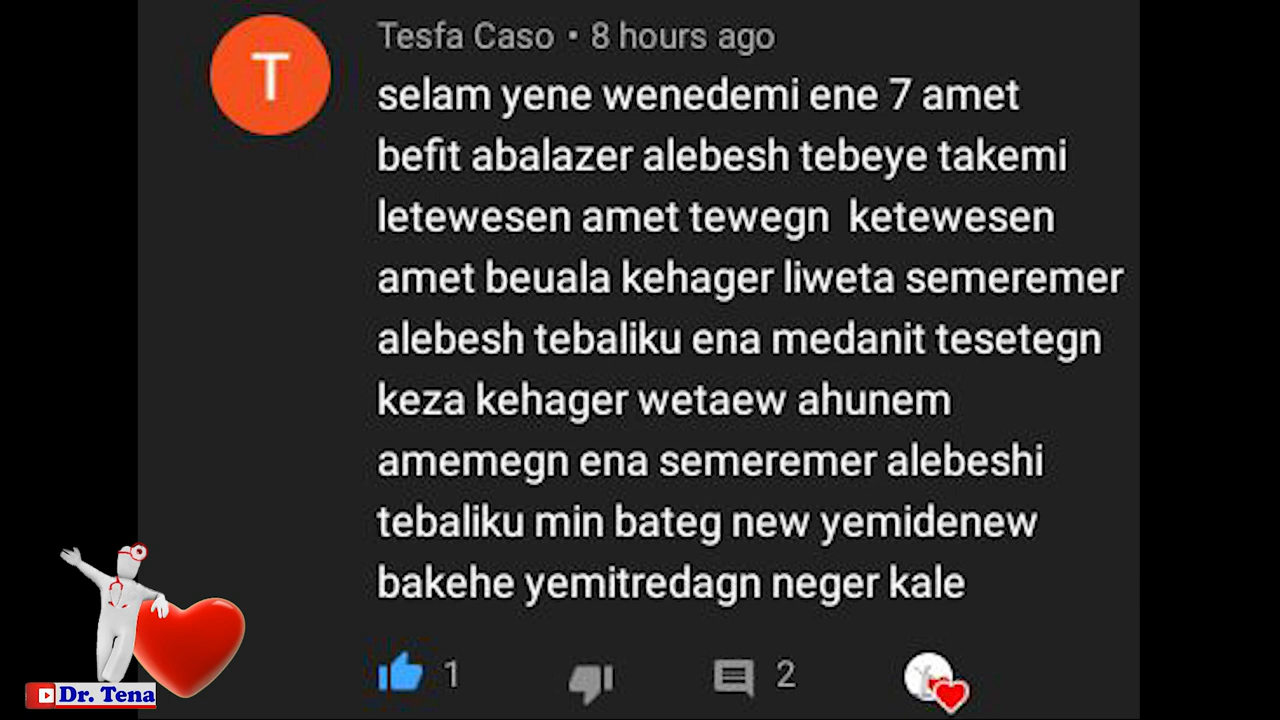 T
Tesfa Caso • 8 hours ago
selam yene wenedemi ene 7 amet
befit abalazer alebesh tebeye takemi
letewesen amet tewegn ketewesen
amet beuala kehager liweta semeremer
alebesh tebaliku ena medanit tesetegn
keza kehager wetaew ahunem
amemegn ena semeremer alebeshi
tebaliku min bateg new yemidenew
bakehe yemitredagn neger kale
1 2
Dr. Tena